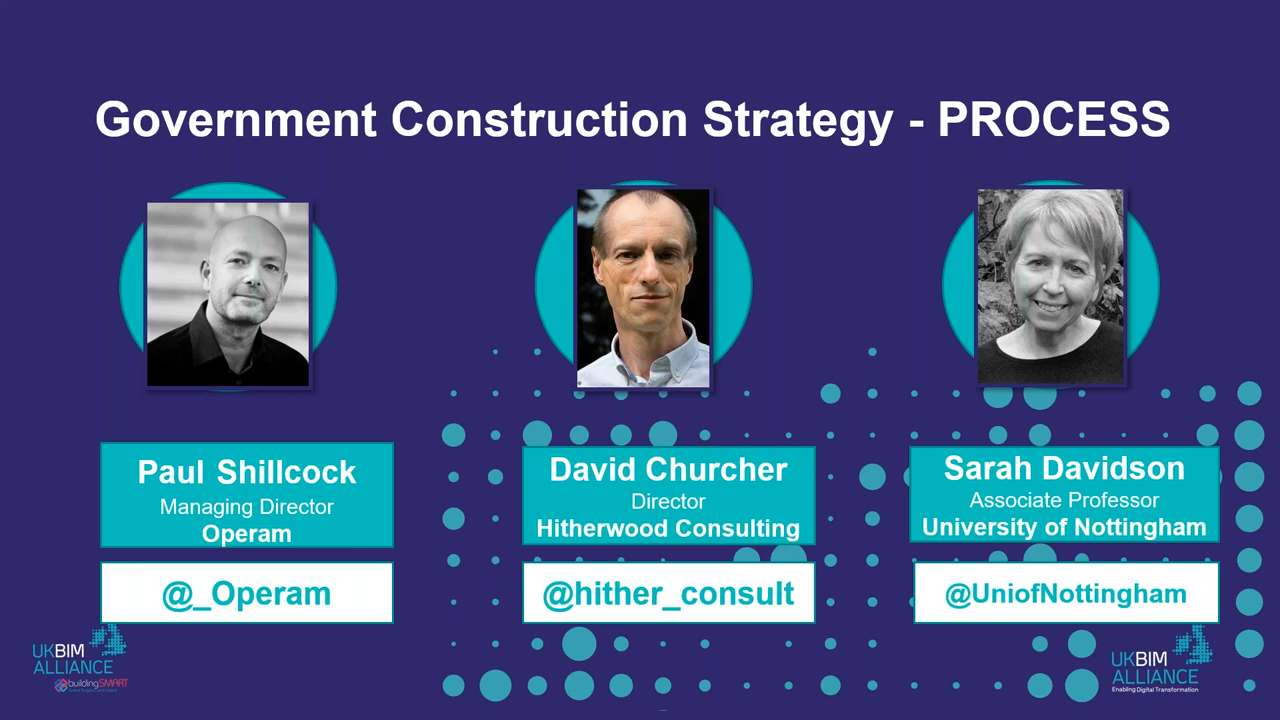 Government Construction Strategy - PROCESS
Paul Shillcock
Managing Director
Operam
@_Operam
David Churcher
Director
Hitherwood Consulting
@hither_consult
Sarah Davidson
Associate Professor
University of Nottingham
@UniofNottingham
UKBIM
ALLIANCE
buildingSMART
UKBIM
ALLIANCE
Enabling Digital Transformation